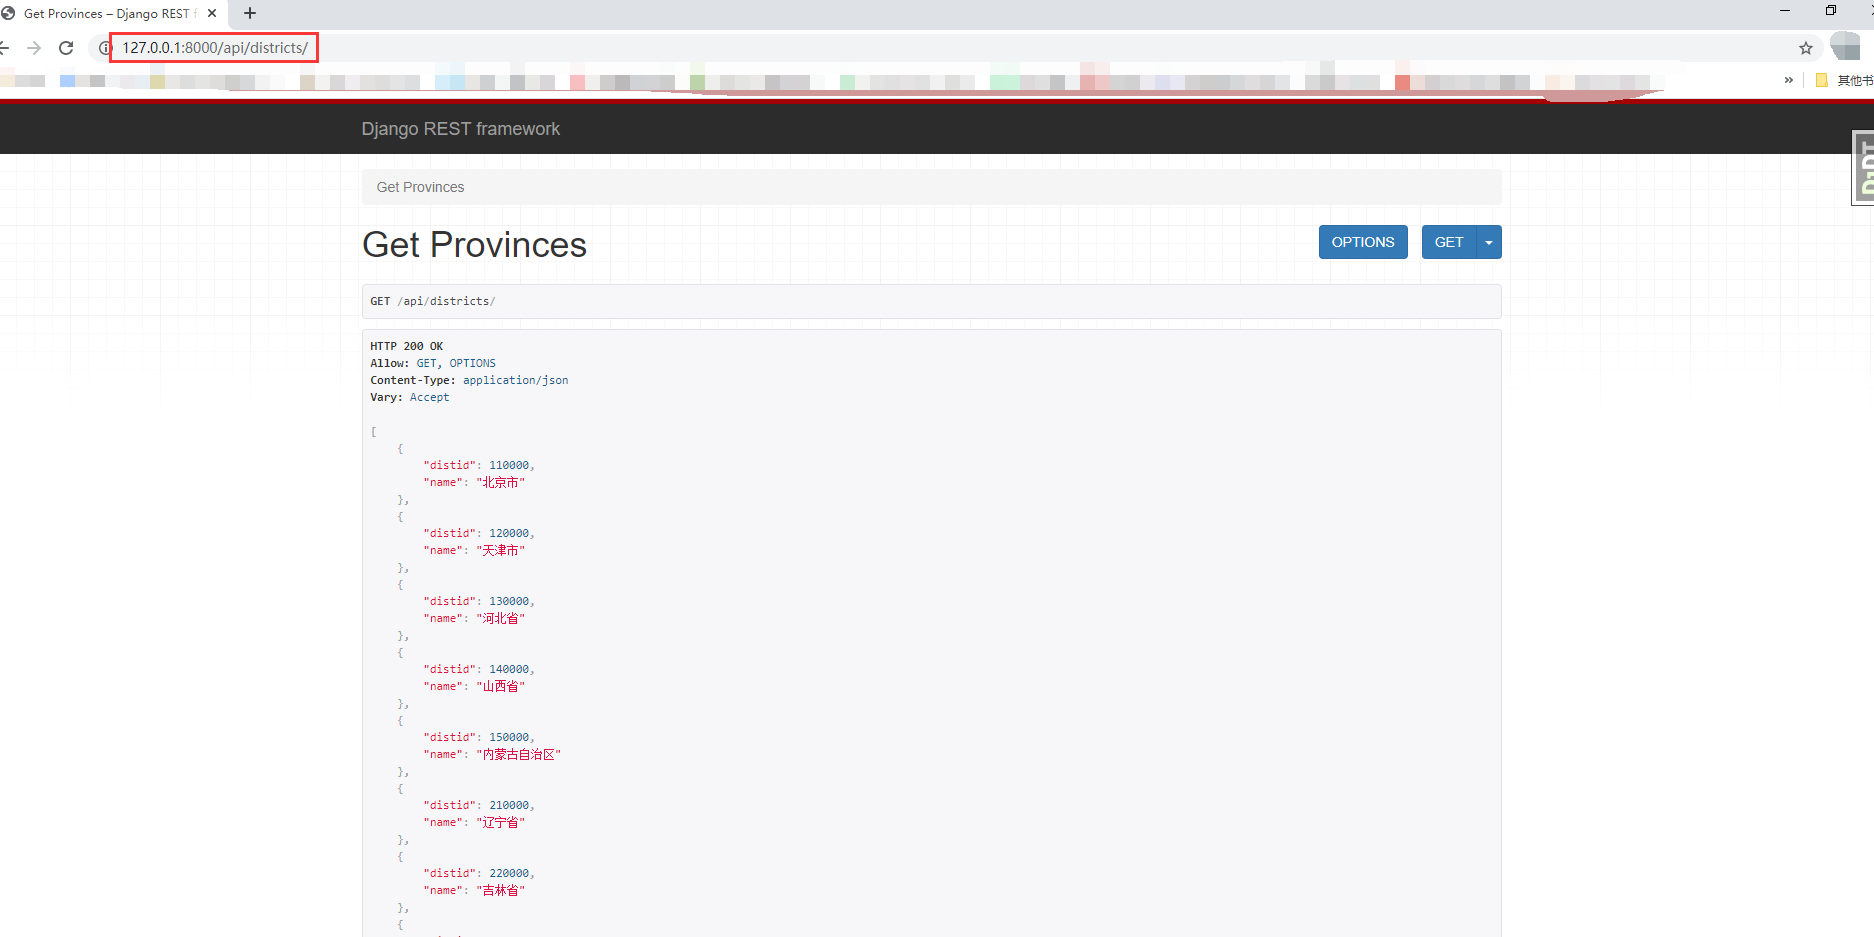 Get Provinces – Django REST f
127.0.0.1:8000/api/districts/
»
其他书
Django REST framework
DjDT
Get Provinces
Get Provinces
OPTIONS
GET
GET /api/districts/
HTTP 200 OK
Allow: GET, OPTIONS
Content-Type: application/json
Vary: Accept
[
{
"distid": 110000,
"name": "北京市"
},
{
"distid": 120000,
"name": "天津市"
},
{
"distid": 130000,
"name": "河北省"
},
{
"distid": 140000,
"name": "山西省"
},
{
"distid": 150000,
"name": "内蒙古自治区"
},
{
"distid": 210000,
"name": "辽宁省"
},
{
"distid": 220000,
"name": "吉林省"
},
{